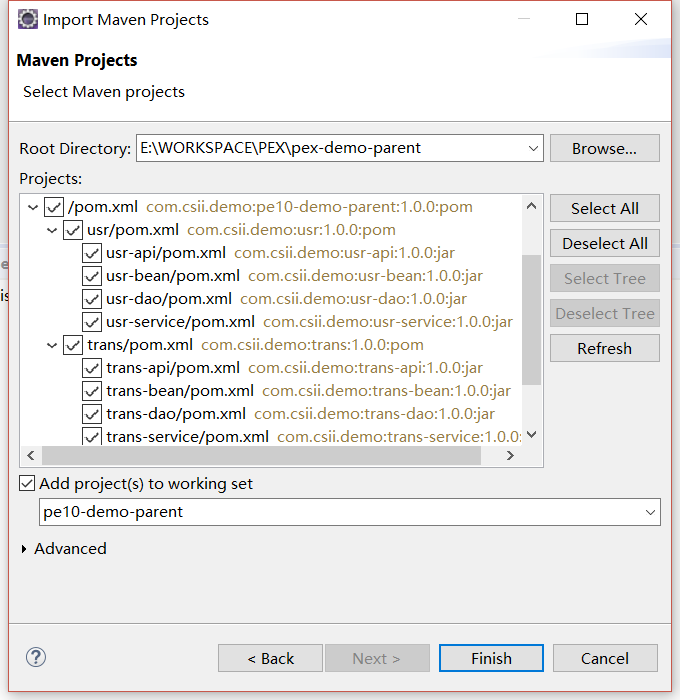 Import Maven Projects
Maven Projects
Select Maven projects
Root Directory: E:\WORKSPACE\PEX\pex-demo-parent Browse...
Projects:
/pom.xml com.csii.demo:pe10-demo-parent:1.0.0:pom
usr/pom.xml com.csii.demo:usr:1.0.0:pom
usr-api/pom.xml com.csii.demo:usr-api:1.0.0:jar
usr-bean/pom.xml com.csii.demo:usr-bean:1.0.0:jar
usr-dao/pom.xml com.csii.demo:usr-dao:1.0.0:jar
usr-service/pom.xml com.csii.demo:usr-service:1.0.0:jar
trans/pom.xml com.csii.demo:trans:1.0.0:pom
trans-api/pom.xml com.csii.demo:trans-api:1.0.0:jar
trans-bean/pom.xml com.csii.demo:trans-bean:1.0.0:jar
trans-dao/pom.xml com.csii.demo:trans-dao:1.0.0:jar
trans-service/pom.xml com.csii.demo:trans-service:1.0.0:
Select All
Deselect All
Select Tree
Deselect Tree
Refresh
Add project(s) to working set
pe10-demo-parent
Advanced
? < Back Next > Finish Cancel